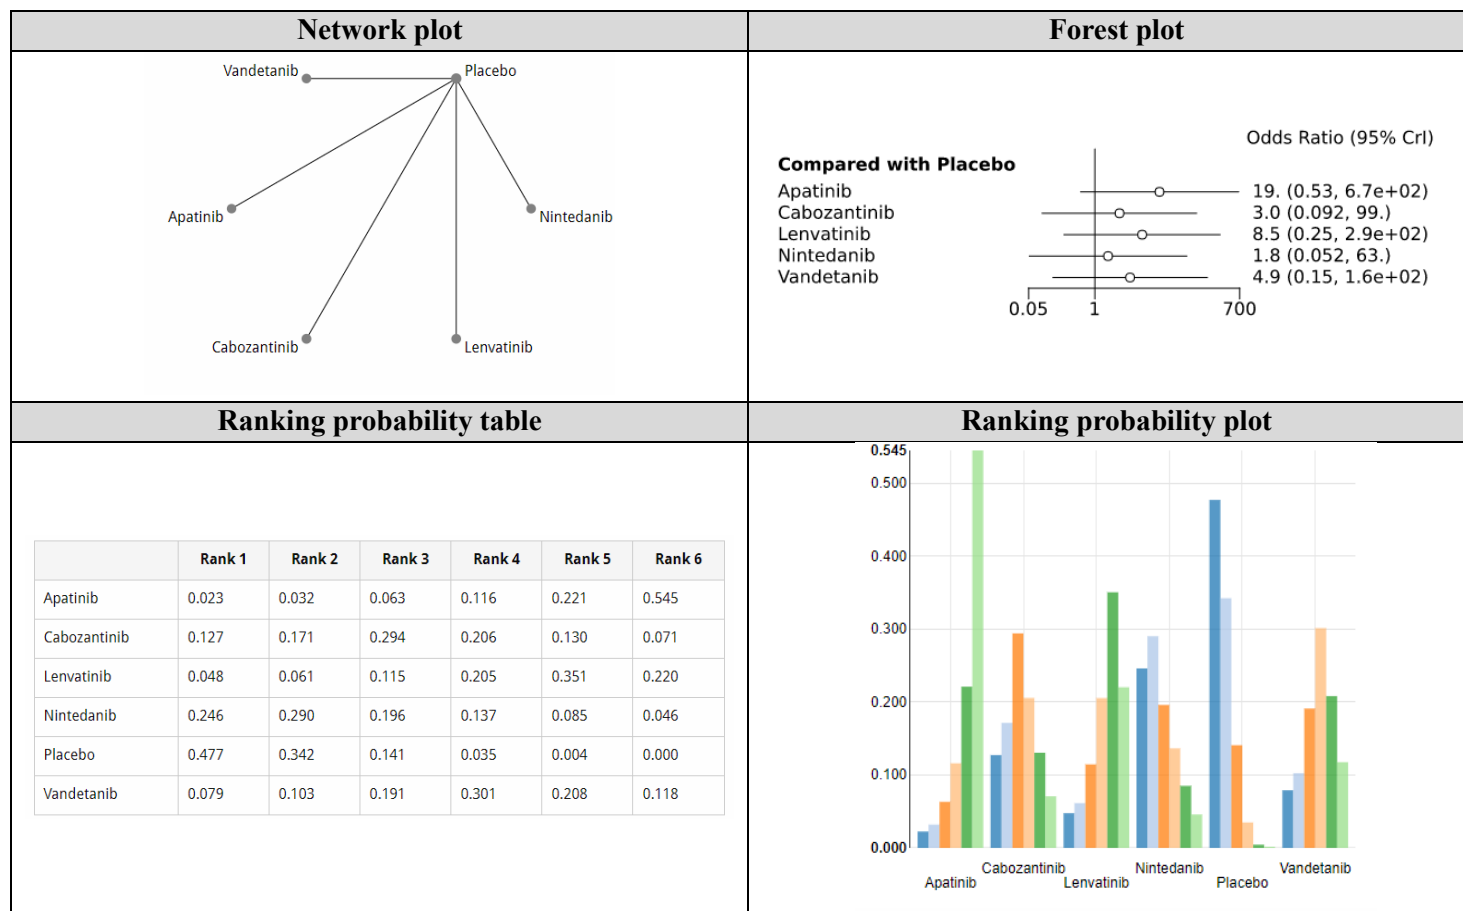 Network plot
Forest plot
Vandetanib
Placebo
Apatinib
Nintedanib
Cabozantinib
Lenvatinib
Odds Ratio (95% CrI)
Compared with Placebo
Apatinib 19. (0.53, 6.7e+02)
Cabozantinib 3.0 (0.092, 99.)
Lenvatinib 8.5 (0.25, 2.9e+02)
Nintedanib 1.8 (0.052, 63.)
Vandetanib 4.9 (0.15, 1.6e+02)
0.05 1 700
Ranking probability table
Ranking probability plot
Rank 1 Rank 2 Rank 3 Rank 4 Rank 5 Rank 6
Apatinib 0.023 0.032 0.063 0.116 0.221 0.545
Cabozantinib 0.127 0.171 0.294 0.206 0.130 0.071
Lenvatinib 0.048 0.061 0.115 0.205 0.351 0.220
Nintedanib 0.246 0.290 0.196 0.137 0.085 0.046
Placebo 0.477 0.342 0.141 0.035 0.004 0.000
Vandetanib 0.079 0.103 0.191 0.301 0.208 0.118
0.545
0.500
0.400
0.300
0.200
0.100
0.000
Apatinib
Cabozantinib
Lenvatinib
Nintedanib
Placebo
Vandetanib